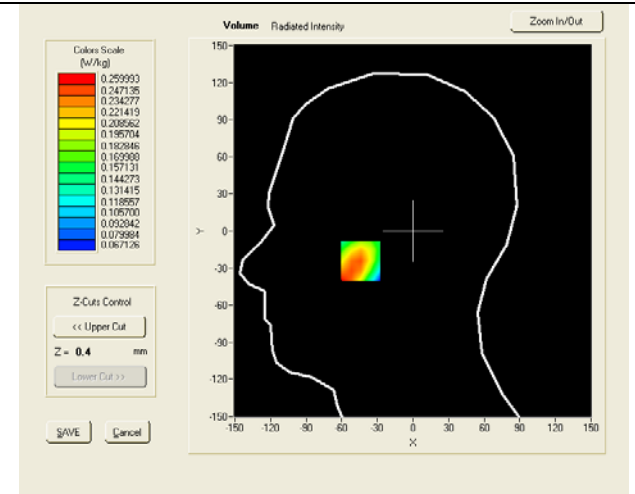 Volume Radiated Intensity
Zoom In/Out
Colors Scale
(W/kg)
0.259993
0.247135
0.234277
0.221419
0.208562
0.195704
0.182846
0.169988
0.157131
0.144273
0.131415
0.118557
0.105700
0.092842
0.079984
0.067126
Z-Cuts Control
<< Upper Cut
Z = 0.4 mm
Lower Cut >>
SAVE Cancel
150
120
90
60
30
0
-30
-60
-90
-120
-150
Y
-150 -120 -90 -60 -30 0 30 60 90 120 150
X